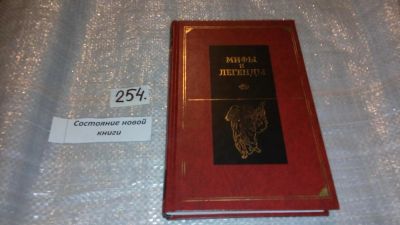 254.
Состояние новой
книги
МИФЫ
И
ЛЕГЕНДЫ